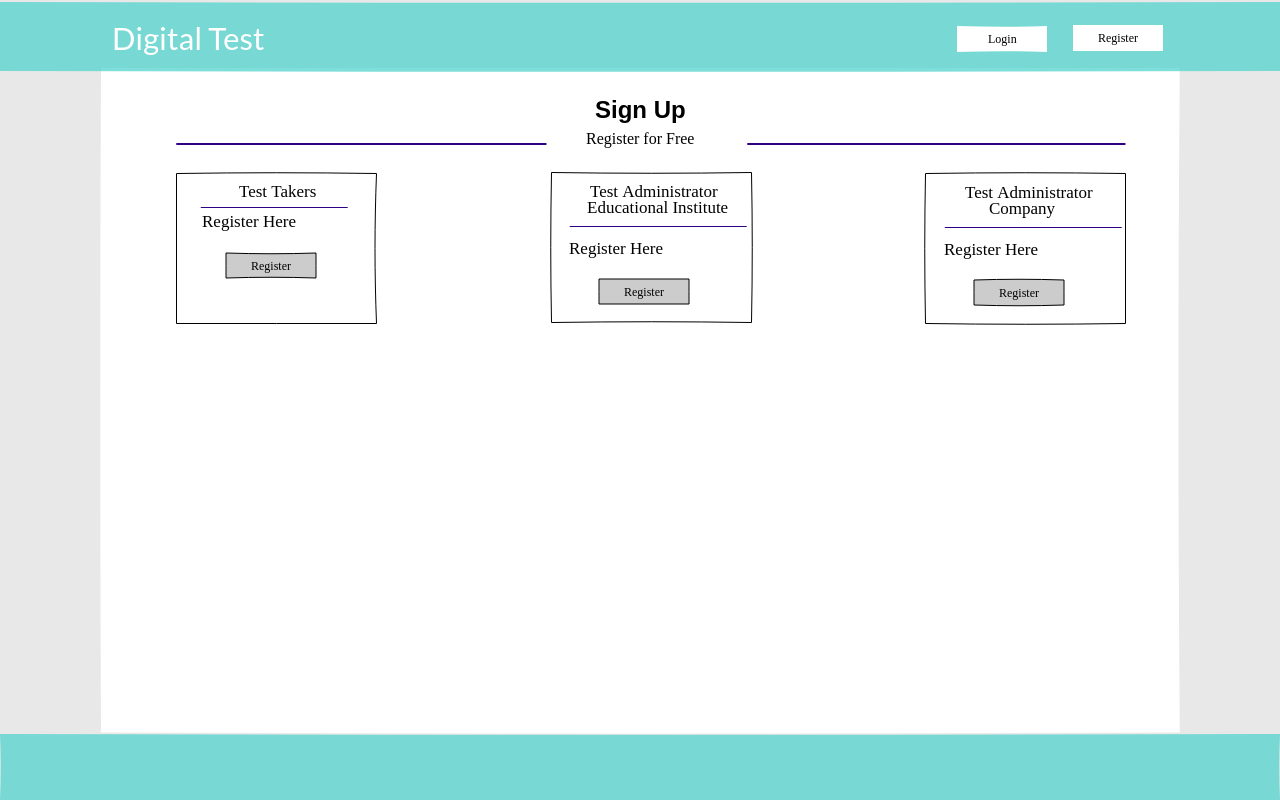 Digital Test
Login
Register
Sign Up
Register for Free
Test Takers
Register Here
Register
Test Administrator
Educational Institute
Register Here
Register
Test Administrator
Company
Register Here
Register